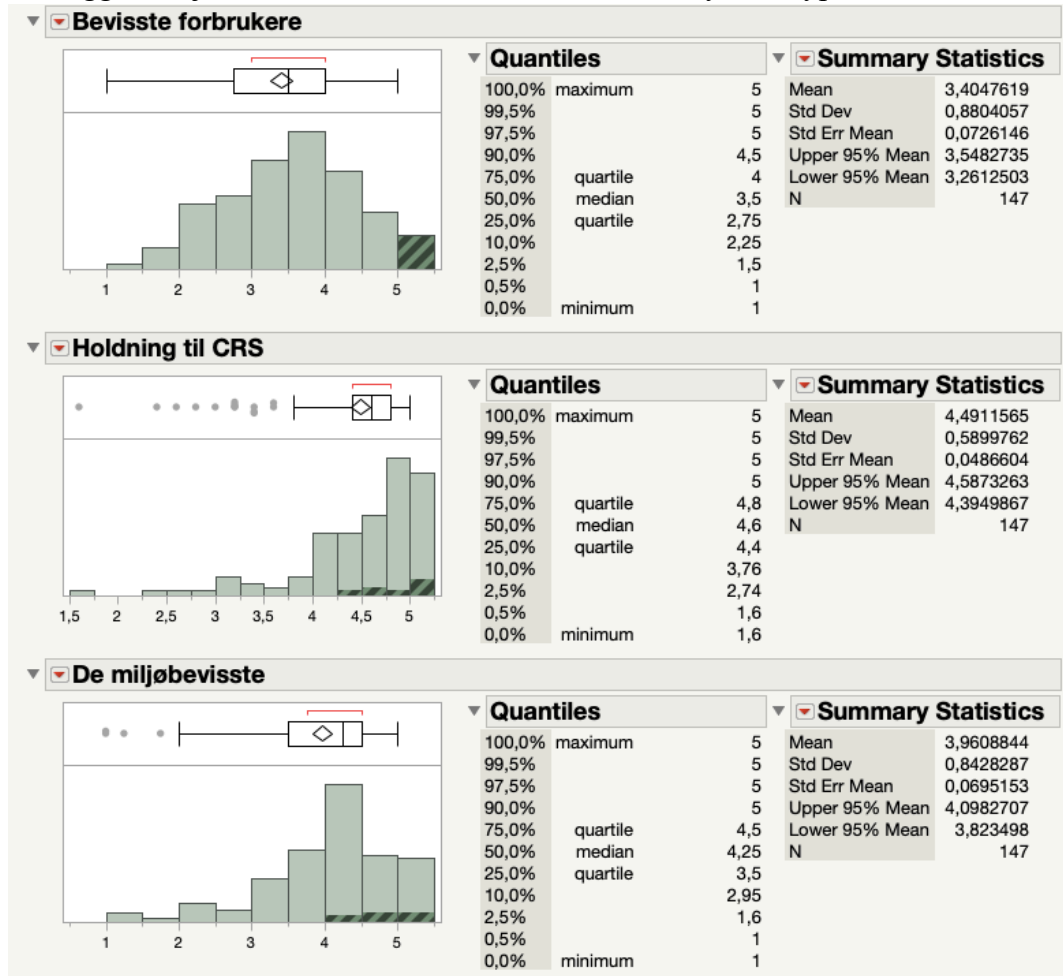 Bevisste forbrukere
Quantiles
100,0% maximum 5
99,5% 5
97,5% 5
90,0% 4,5
75,0% quartile 4
50,0% median 3,5
25,0% quartile 2,75
10,0% 2,25
2,5% 1,5
0,5% 1
0,0% minimum 1
Summary Statistics
Mean 3,4047619
Std Dev 0,8804057
Std Err Mean 0,0726146
Upper 95% Mean 3,5482735
Lower 95% Mean 3,2612503
N 147
1 2 3 4 5
Holdning til CRS
Quantiles
100,0% maximum 5
99,5% 5
97,5% 5
90,0% 5
75,0% quartile 4,8
50,0% median 4,6
25,0% quartile 4,4
10,0% 3,76
2,5% 2,74
0,5% 1,6
0,0% minimum 1,6
Summary Statistics
Mean 4,4911565
Std Dev 0,5899762
Std Err Mean 0,0486604
Upper 95% Mean 4,5873263
Lower 95% Mean 4,3949867
N 147
1,5 2 2,5 3 3,5 4 4,5 5
De miljøbevisste
Quantiles
100,0% maximum 5
99,5% 5
97,5% 5
90,0% 5
75,0% quartile 4,5
50,0% median 4,25
25,0% quartile 3,5
10,0% 2,95
2,5% 1,6
0,5% 1
0,0% minimum 1
Summary Statistics
Mean 3,9608844
Std Dev 0,8428287
Std Err Mean 0,0695153
Upper 95% Mean 4,0982707
Lower 95% Mean 3,823498
N 147
1 2 3 4 5